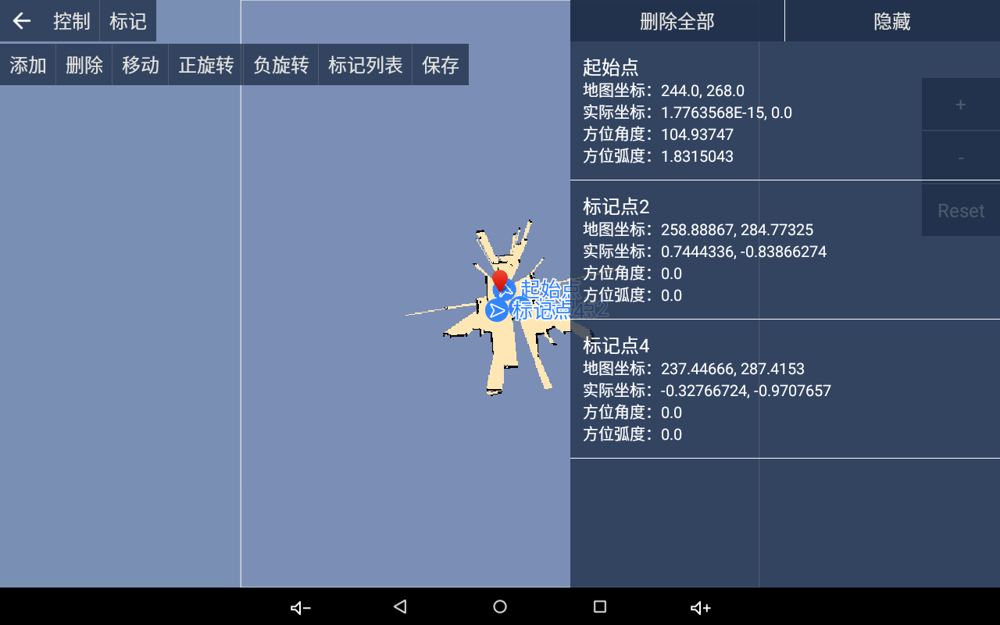 控制 标记
添加 删除 移动 正旋转 负旋转 标记列表 保存
删除全部 隐藏
起始点
地图坐标：244.0, 268.0
实际坐标：1.7763568E-15, 0.0
方位角度：104.93747
方位弧度：1.8315043
标记点2
地图坐标：258.88867, 284.77325
实际坐标：0.7444336, -0.83866274
方位角度：0.0
方位弧度：0.0
标记点4
地图坐标：237.44666, 287.4153
实际坐标：-0.32766724, -0.9707657
方位角度：0.0
方位弧度：0.0
+
-
Reset
起始点
标记点